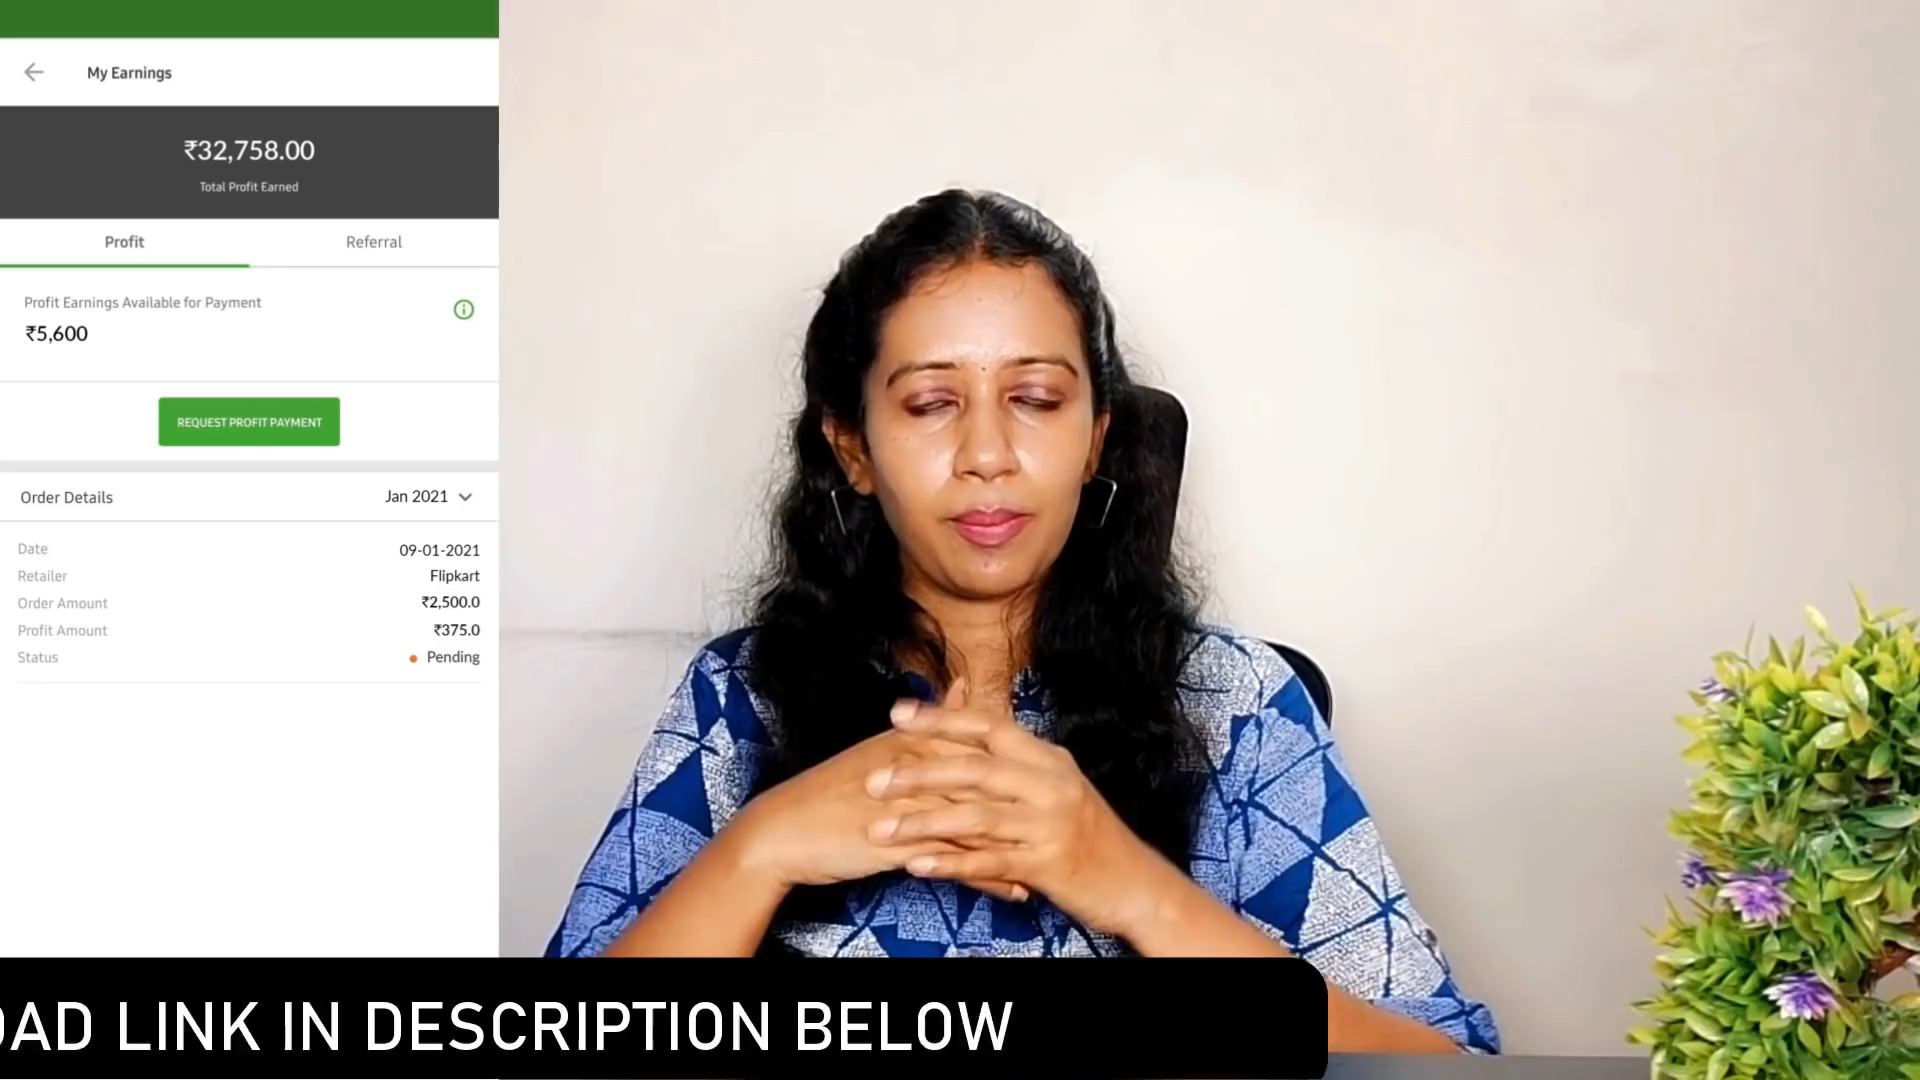 My Earnings
₹32,758.00
Total Profit Earned
Profit Referral
Profit Earnings Available for Payment
₹5,600
REQUEST PROFIT PAYMENT
Order Details Jan 2021
Date 09-01-2021
Retailer Flipkart
Order Amount ₹2,500.0
Profit Amount ₹375.0
Status Pending
LINK IN DESCRIPTION BELOW